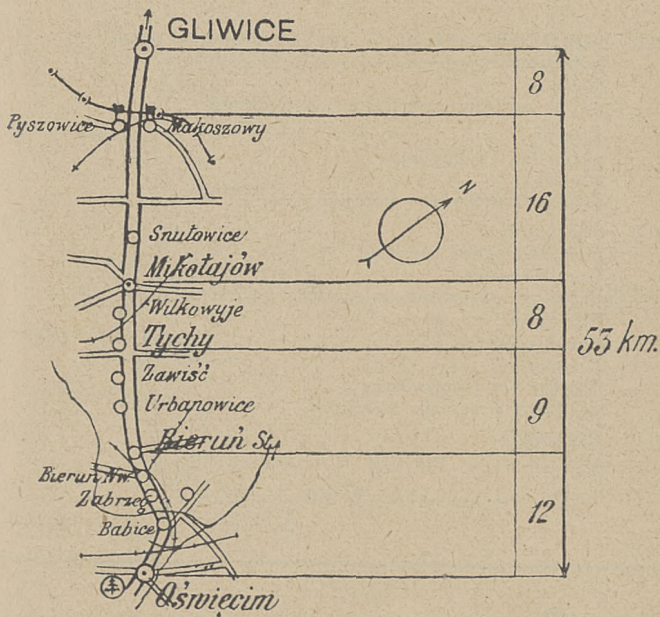 GLIWICE
8
Pyszowice
Makoszowy
16
N
Snutowice
Mikołajów
Wilkowyje
8
Tychy
53 km.
Zawiść
Urbanowice
9
Bieruń St.
Bieruń Nw.
Zabrzeg
Babice
12
Oświęcim